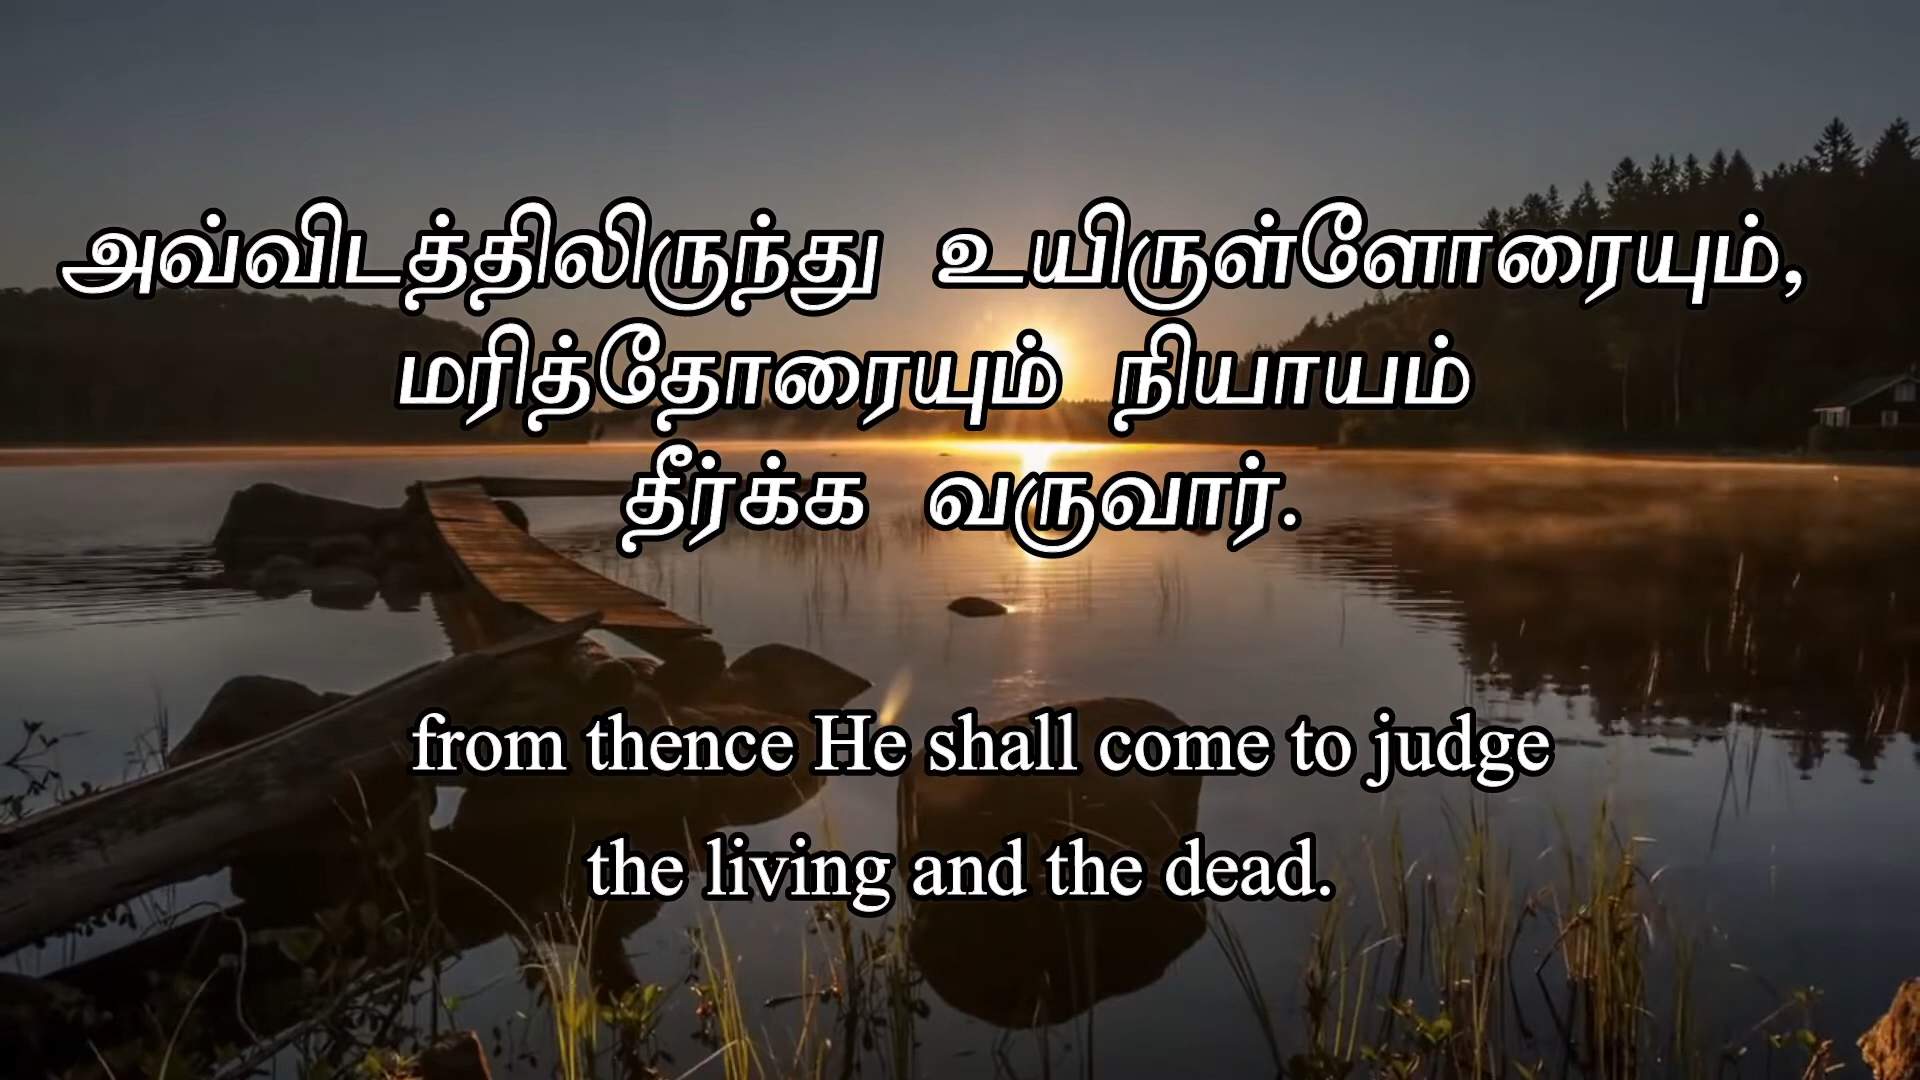 அவ்விடத்திலிருந்து உயிருள்ளோரையும்,
மரித்தோரையும் நியாயம்
தீர்க்க வருவார்.
from thence He shall come to judge
the living and the dead.